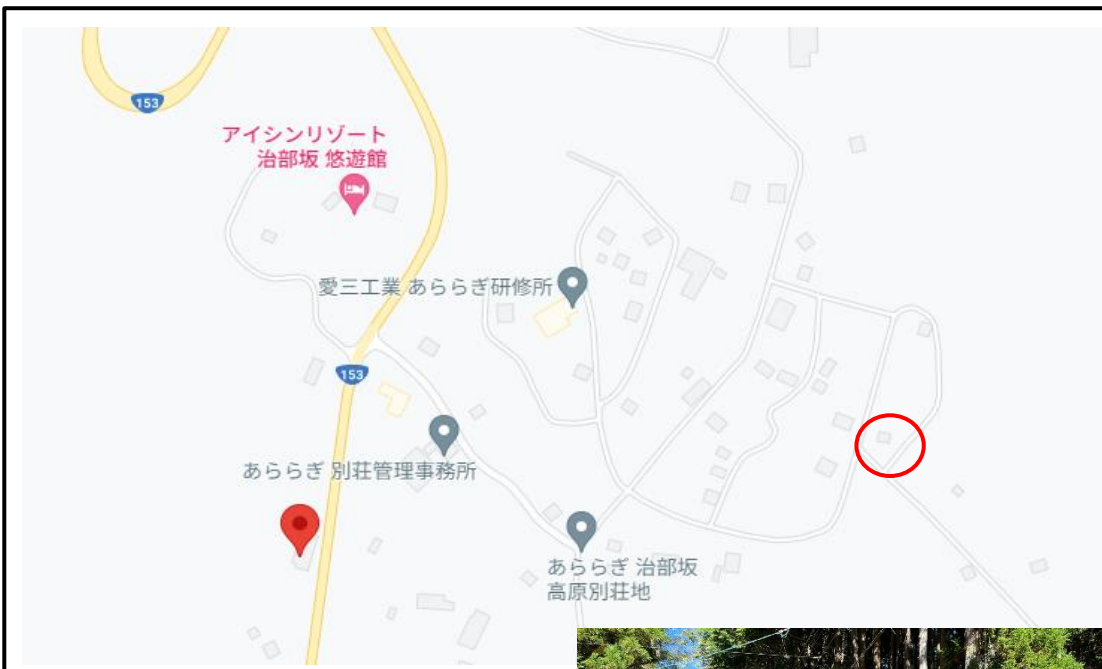 153
アイシンリゾート
治部坂 悠遊館
愛三工業 あららぎ研修所
153
あららぎ 別荘管理事務所
あららぎ 治部坂
高原別荘地